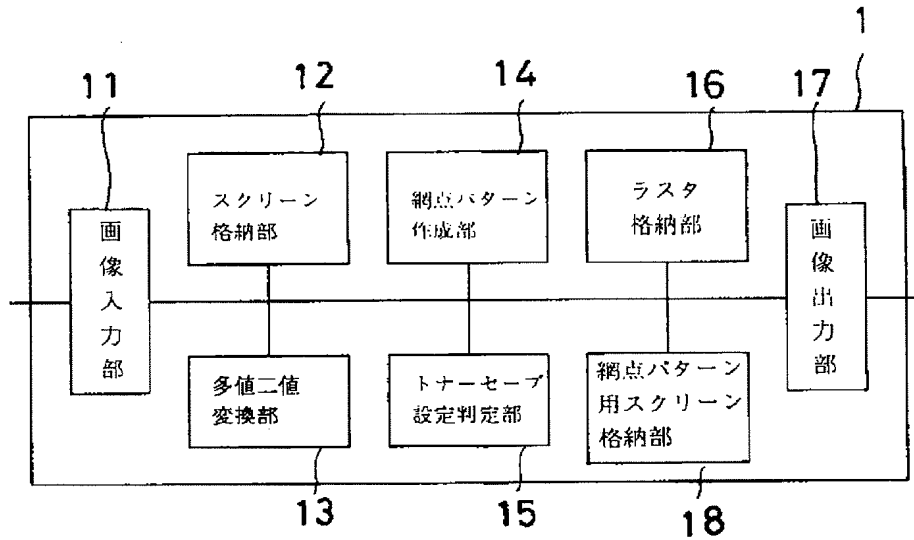 1
11
12
14
16
17
スクリーン
格納部
網点パターン
作成部
ラスタ
格納部
画像入力部
画像出力部
多値二値
変換部
トナーセーブ
設定判定部
網点パターン
用スクリーン
格納部
13
15
18